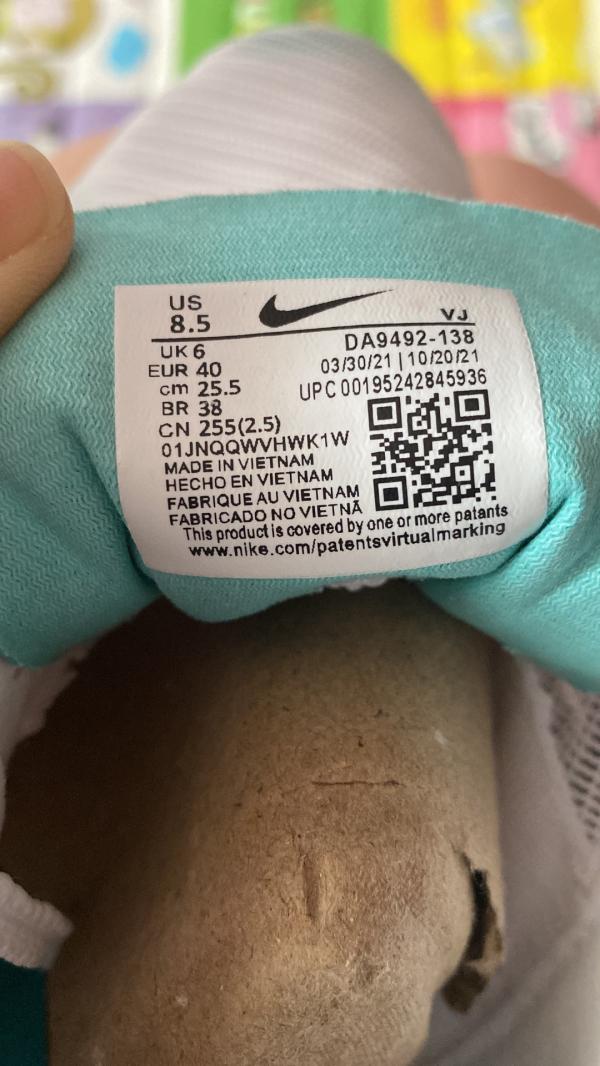 US
8.5
VJ
UK 6
EUR 40
cm 25.5
BR 38
CN 255(2.5)
DA9492-138
03/30/21 | 10/20/21
UPC 00195242845936
01JNQQWVHWK1W
MADE IN VIETNAM
HECHO EN VIETNAM
FABRIQUE AU VIETNAM
FABRICADO NO VIETNÃ
This product is covered by one or more patants
www.nike.com/patentsvirtualmarking